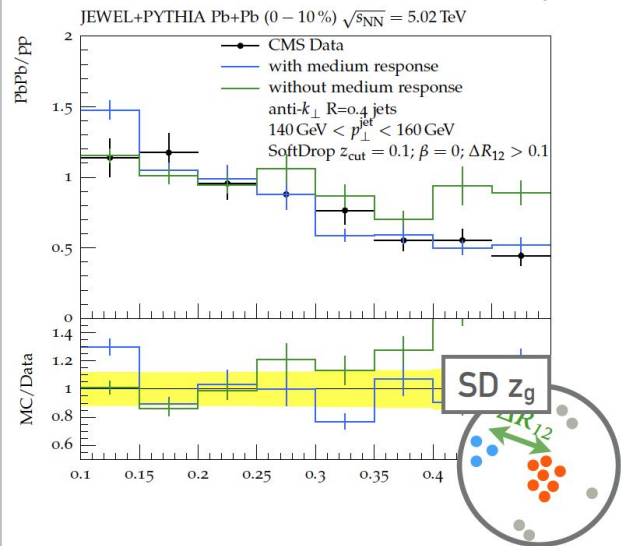 JEWEL+PYTHIA Pb+Pb (0 – 10 %) √sNN = 5.02 TeV
PbPb/pp
2
1.5
1
0.5
0
CMS Data
with medium response
without medium response
anti-k⊥ R=0.4 jets
140 GeV < p⊥^jet < 160 GeV
SoftDrop zcut = 0.1; β = 0; ΔR12 > 0.1
MC/Data
1.4
1.2
1
0.8
0.6
0.1 0.15 0.2 0.25 0.3 0.35 0.4
SD zg
ΔR12